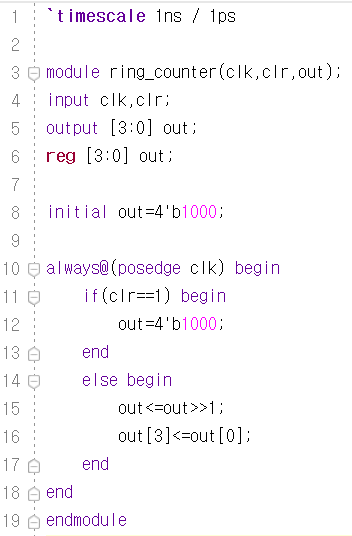 1 `timescale 1ns / 1ps
2
3 module ring_counter(clk,clr,out);
4 input clk,clr;
5 output [3:0] out;
6 reg [3:0] out;
7
8 initial out=4'b1000;
9
10 always@(posedge clk) begin
11     if(clr==1) begin
12         out=4'b1000;
13     end
14     else begin
15         out<=out>>1;
16         out[3]<=out[0];
17     end
18 end
19 endmodule